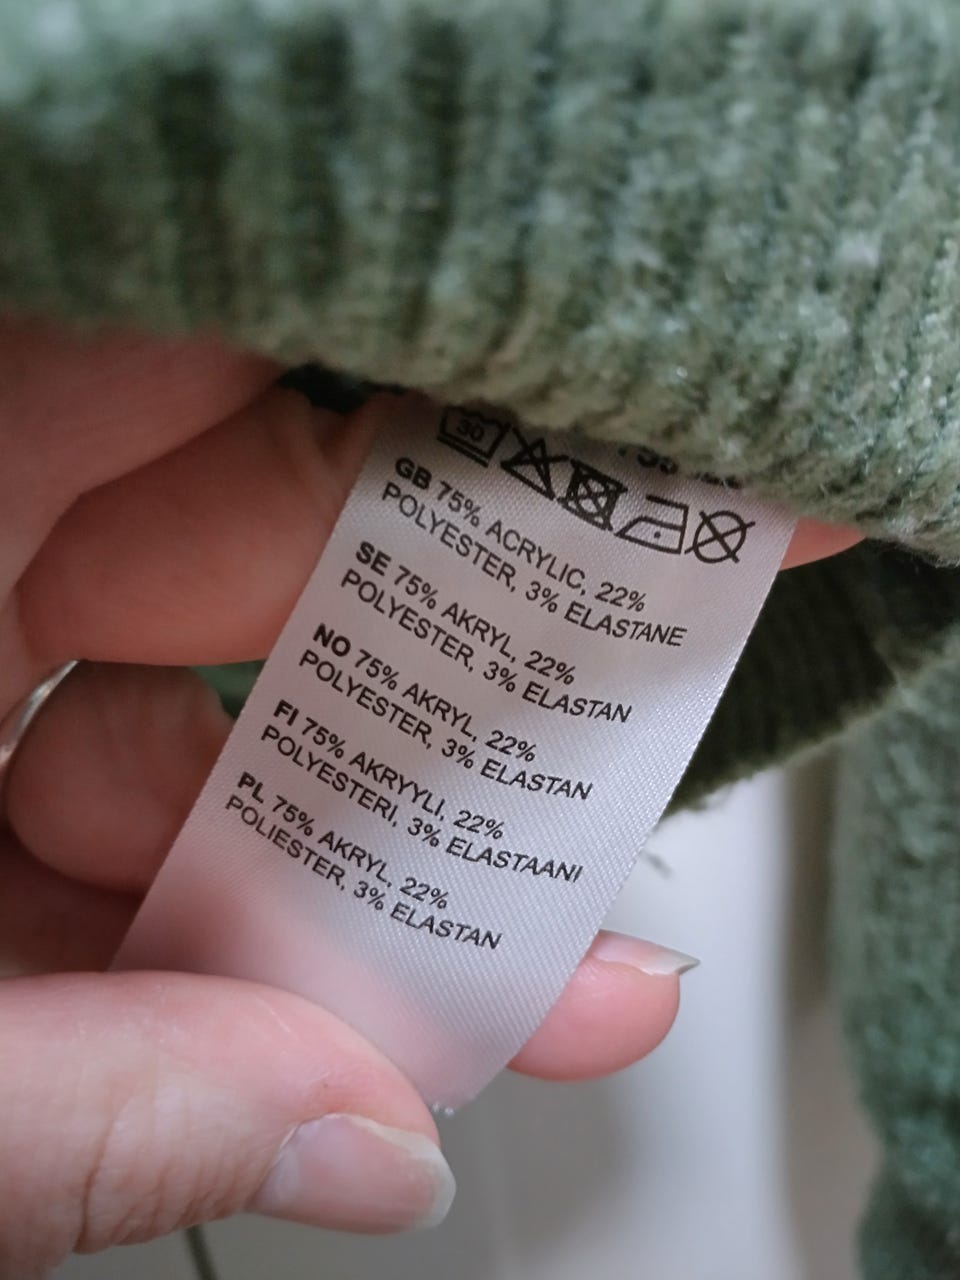 30
GB 75% ACRYLIC, 22%
POLYESTER, 3% ELASTANE
SE 75% AKRYL, 22%
POLYESTER, 3% ELASTAN
NO 75% AKRYL, 22%
POLYESTER, 3% ELASTAN
FI 75% AKRYYLI, 22%
POLYESTERI, 3% ELASTAANI
PL 75% AKRYL, 22%
POLIESTER, 3% ELASTAN